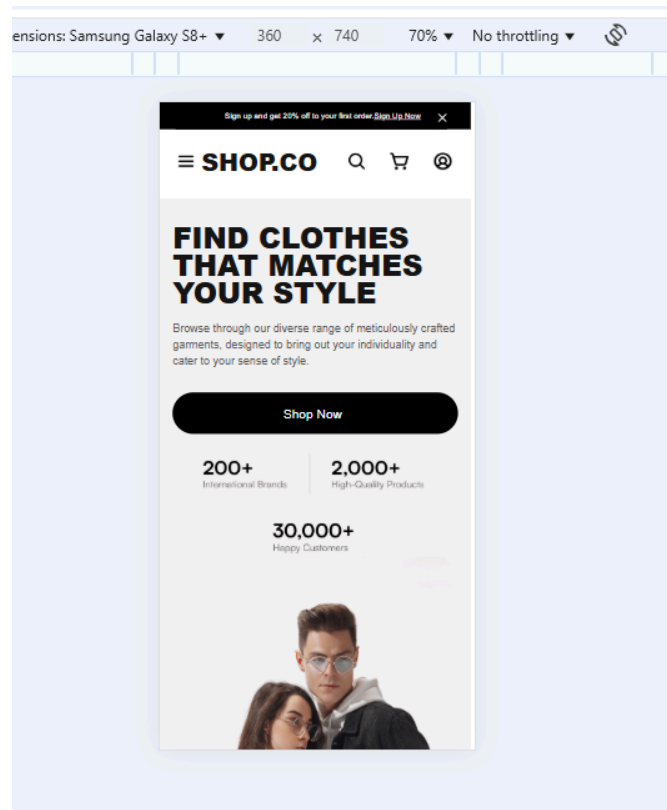 ensions: Samsung Galaxy S8+ ▼ 360 × 740 70% ▼ No throttling ▼
Sign up and get 20% off to your first order.Sign Up Now
SHOP.CO
FIND CLOTHES
THAT MATCHES
YOUR STYLE
Browse through our diverse range of meticulously crafted
garments, designed to bring out your individuality and
cater to your sense of style.
Shop Now
200+ 2,000+
International Brands High-Quality Products
30,000+
Happy Customers